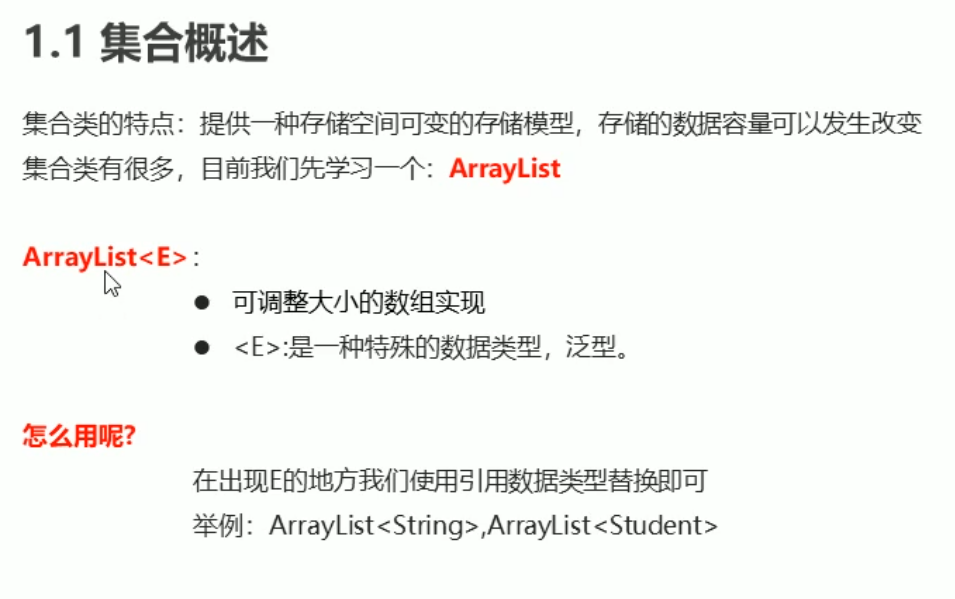 1.1 集合概述
集合类的特点：提供一种存储空间可变的存储模型，存储的数据容量可以发生改变
集合类有很多，目前我们先学习一个：ArrayList
ArrayList<E>：
● 可调整大小的数组实现
● <E>:是一种特殊的数据类型，泛型。
怎么用呢?
在出现E的地方我们使用引用数据类型替换即可
举例：ArrayList<String>,ArrayList<Student>